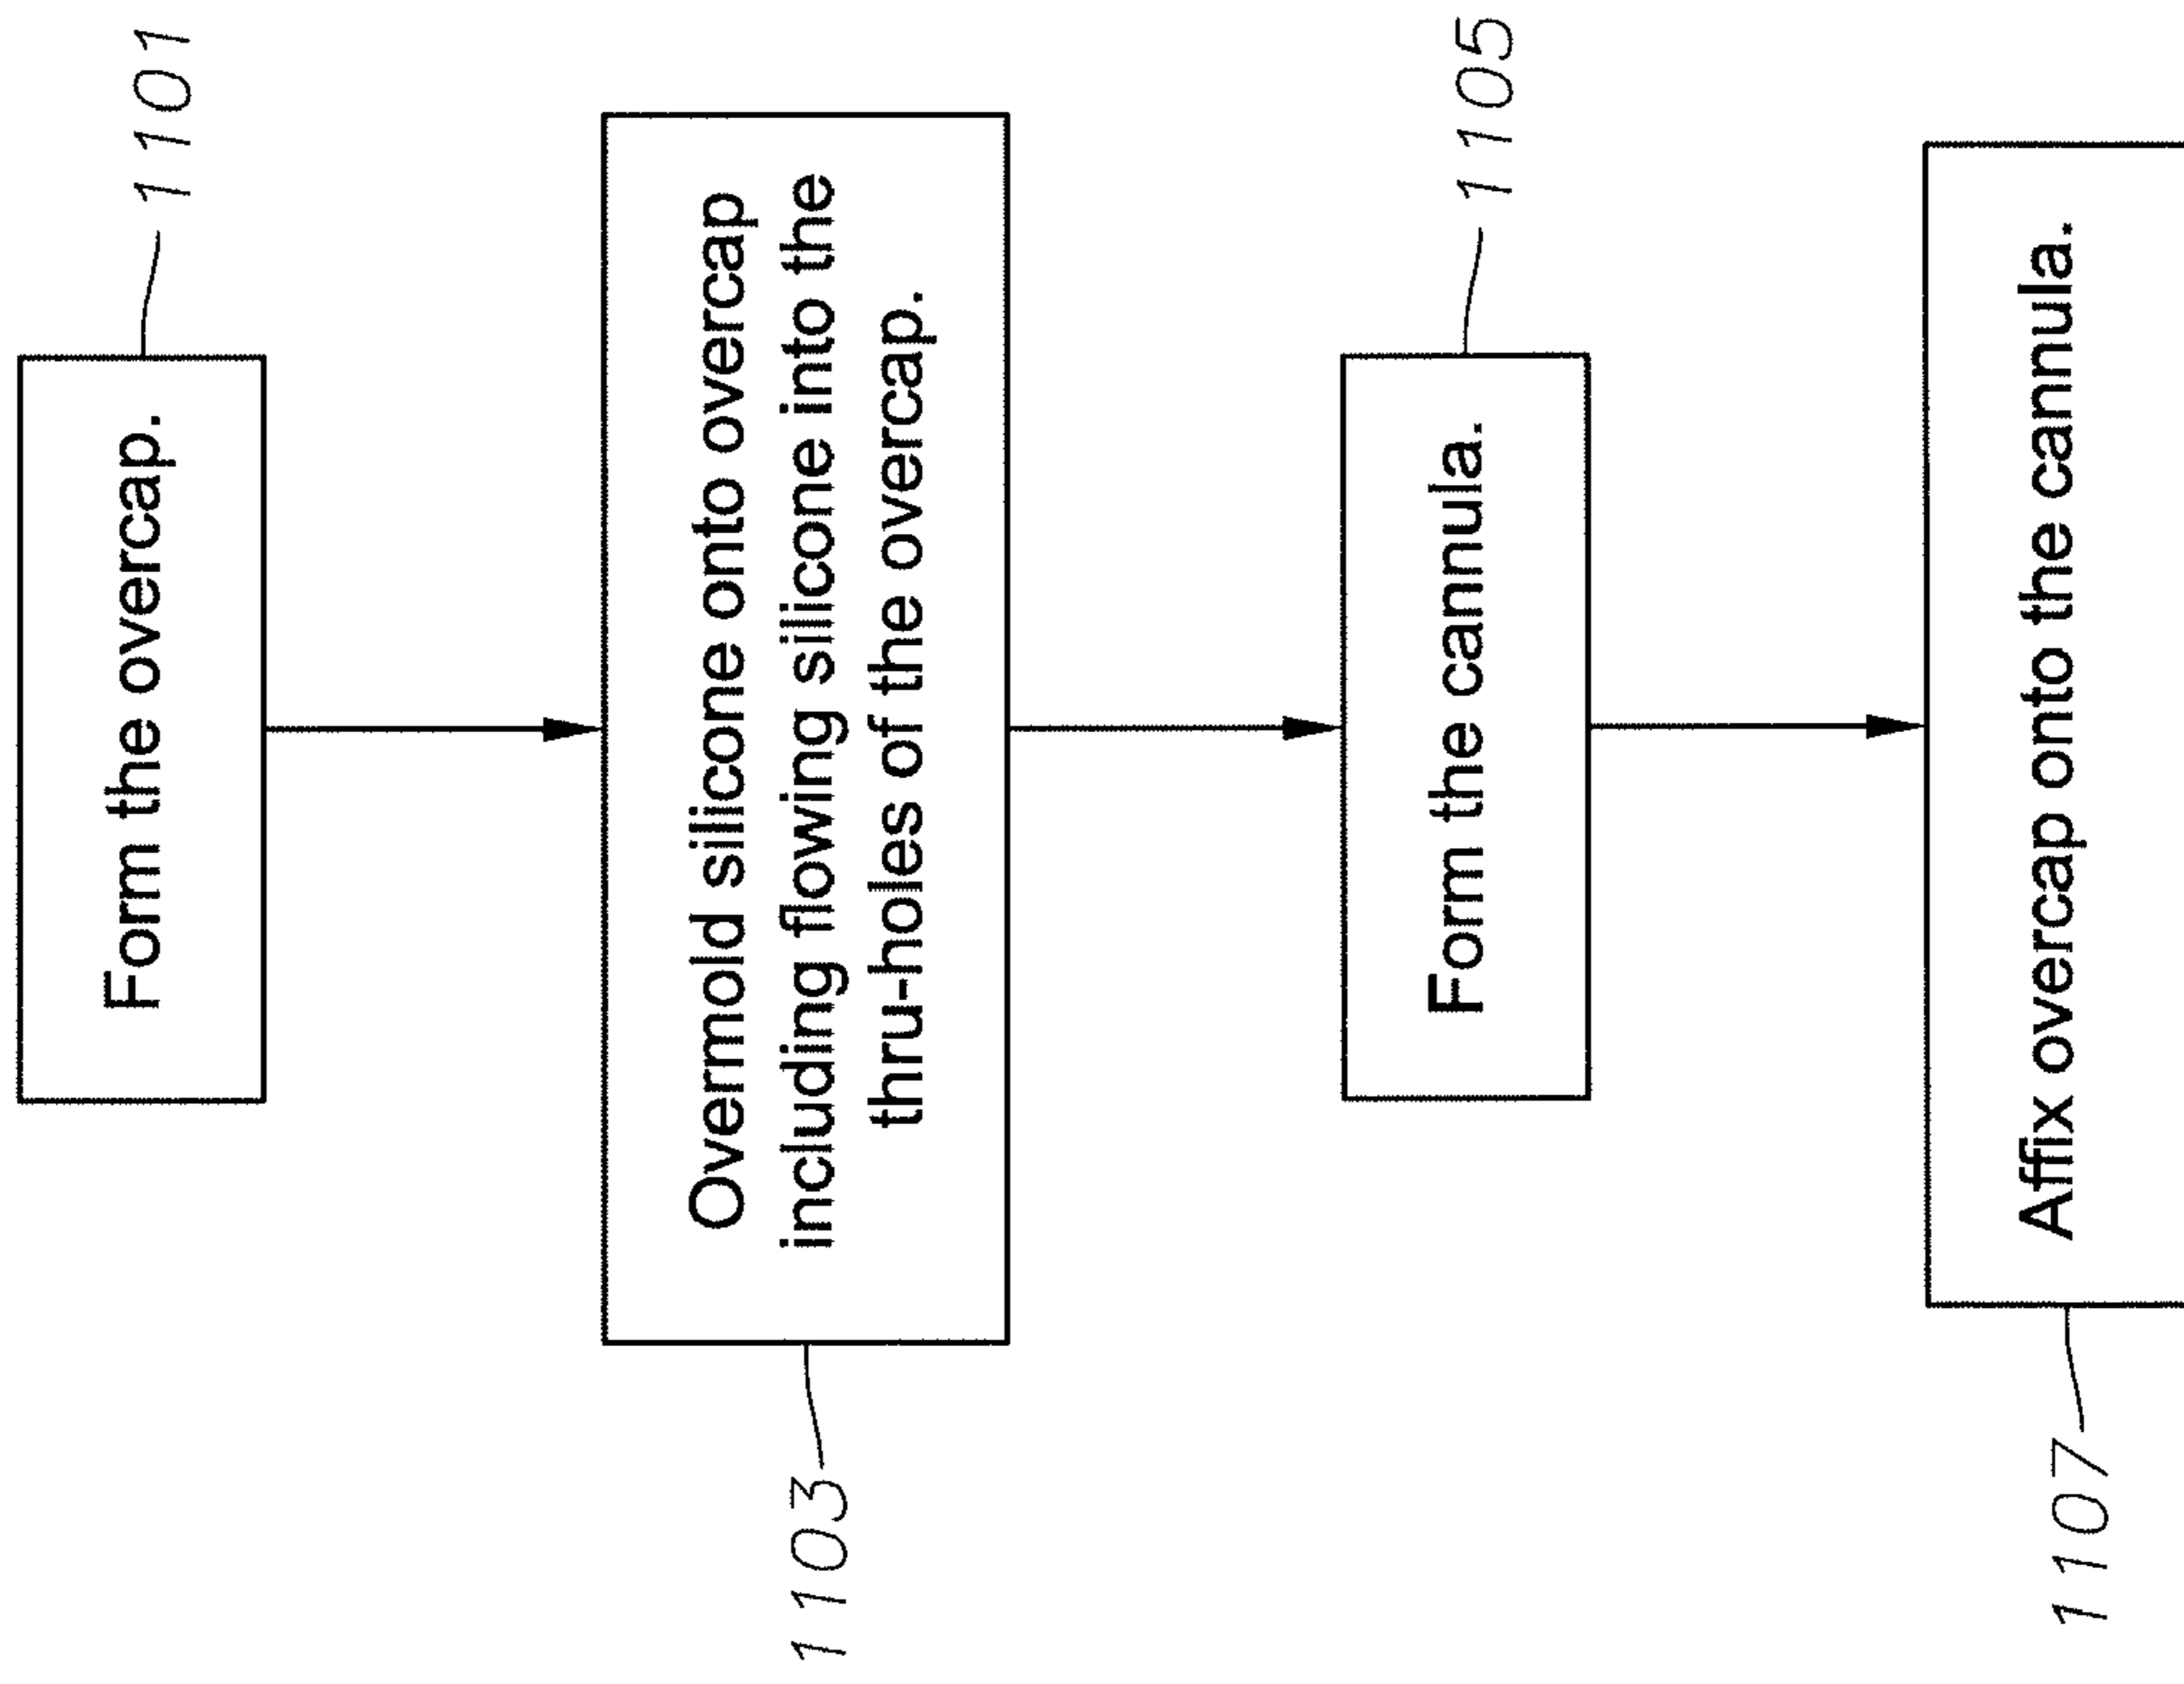 Form the overcap.
1101
Overmold silicone onto overcap
including flowing silicone into the
thru-holes of the overcap.
1103
Form the cannula.
1105
Affix overcap onto the cannula.
1107